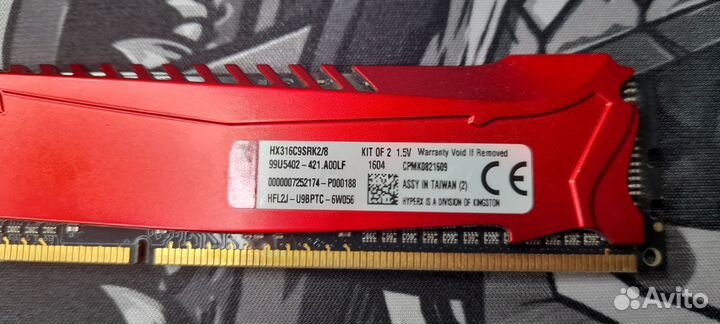 HX316C9SRK2/8 KIT OF 2 1.5V Warranty Void If Removed
99U5402-421.A00LF 1604 CPMK0821609
0000007252174-P000188 ASSY IN TAIWAN (2)
HFL2J-U9BPTC-6W056 HYPERX IS A DIVISION OF KINGSTON
CE
Avito